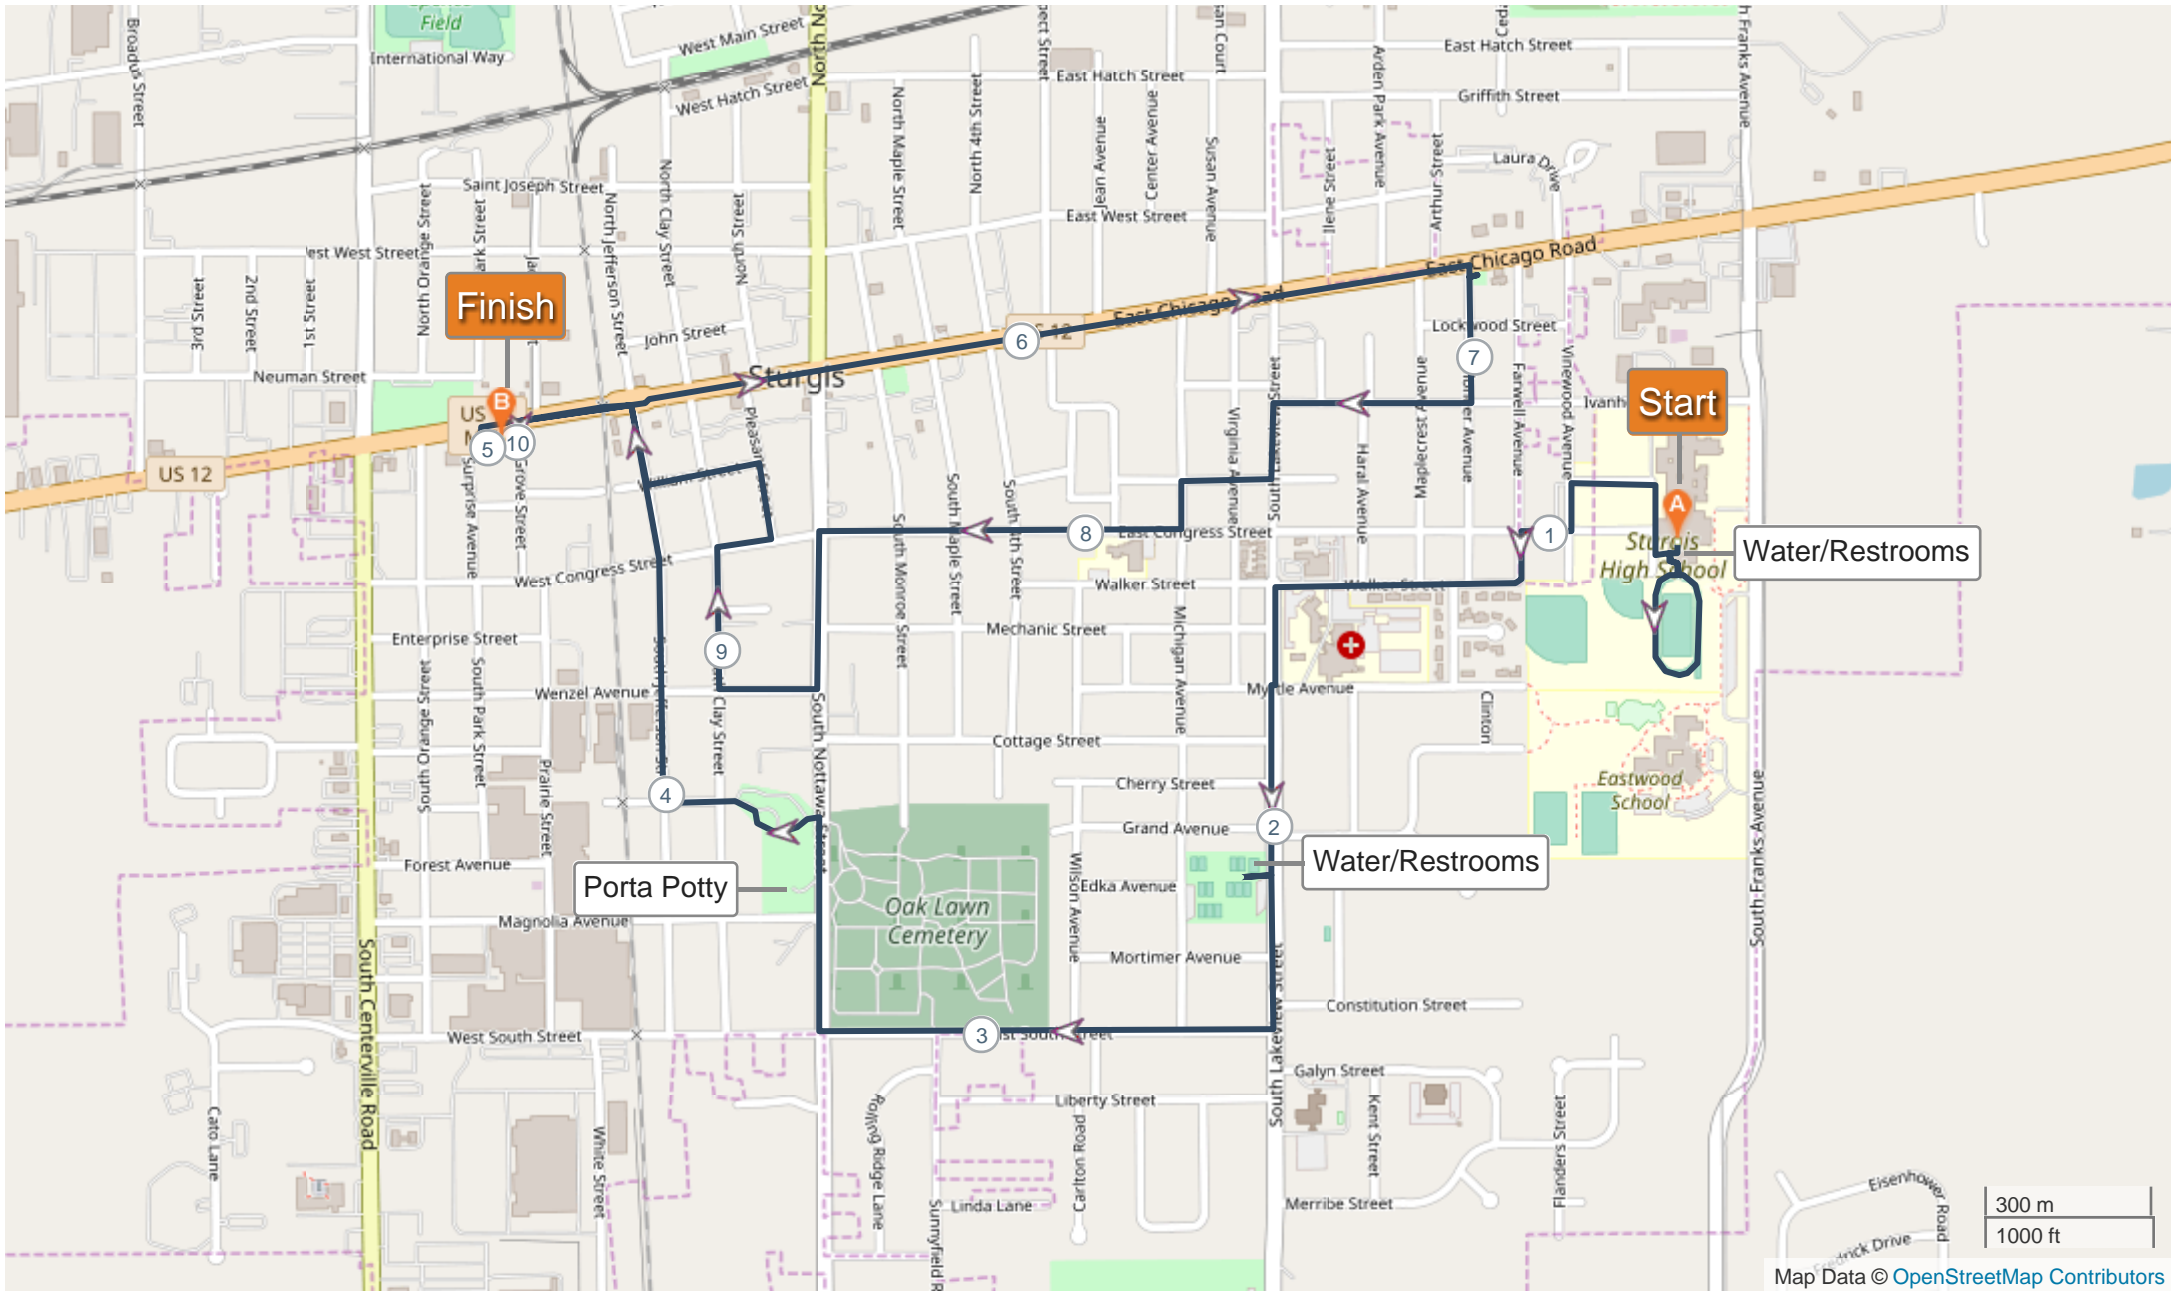 Field
International Way
West Main Street
West Hatch Street
Broadus Street
East Hatch Street
East Hatch Street
Griffith Street
Laura Drive
Saint Joseph Street
North Orange Street
North Jefferson Street
North Clay Street
Nurun Street
North Maple Street
North 4th Street
Jean Avenue
Center Avenue
Susan Avenue
Ilene Street
Arden Park Avenue
Arthur Street
East West Street
3rd Street
2nd Street
1st Street
Neuman Street
John Street
East Chicago Road
East Chicago Road
Lockwood Street
Finish
Start
Sturgis
US 12
B
5
10
6
7
A
1
8
9
4
2
3
William Street
Pleasant Street
Surprise Avenue
Grove Street
West Congress Street
East Congress Street
Virginia Avenue
South Lakeview Street
Haral Avenue
Maplecrest Avenue
Farwell Avenue
Vinewood Avenue
Sturgis
High School
Water/Restrooms
Walker Street
Walker Street
Mechanic Street
South Monroe Street
South Maple Street
South 4th Street
Michigan Avenue
Enterprise Street
Wenzel Avenue
South Orange Street
South Park Street
Prairie Street
South Jefferson St
Clay Street
South Nottawa Street
Myrtle Avenue
Clinton
Cottage Street
Cherry Street
Grand Avenue
Eastwood
School
Water/Restrooms
Porta Potty
Forest Avenue
Magnolia Avenue
Oak Lawn
Cemetery
Wilson Avenue
Edka Avenue
Mortimer Avenue
South Franks Avenue
Constitution Street
South Lakeview Street
South Centerville Road
West South Street
Galyn Street
Kent Street
Flanders Street
Liberty Street
Carlton Road
Rolling Ridge Lane
Linda Lane
Cato Lane
White Street
Merribe Street
Eisenhower Road
Fredrick Drive
300 m
1000 ft
Map Data © OpenStreetMap Contributors